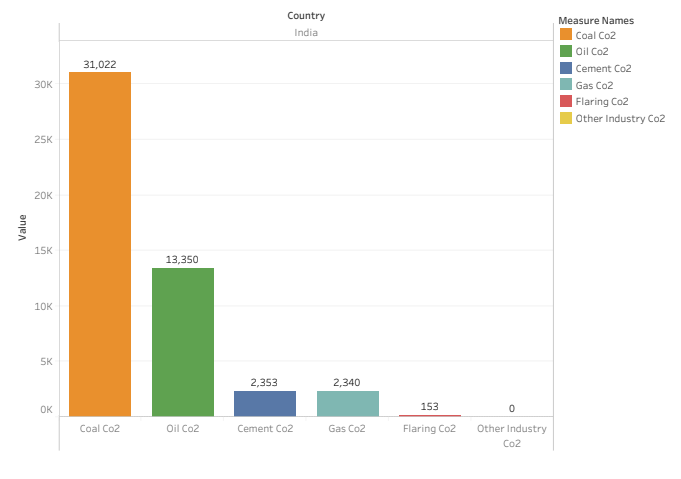 Country
India
Measure Names
Coal Co2
Oil Co2
Cement Co2
Gas Co2
Flaring Co2
Other Industry Co2
Value
30K
25K
20K
15K
10K
5K
0K
31,022
13,350
2,353
2,340
153
0
Coal Co2
Oil Co2
Cement Co2
Gas Co2
Flaring Co2
Other Industry
Co2